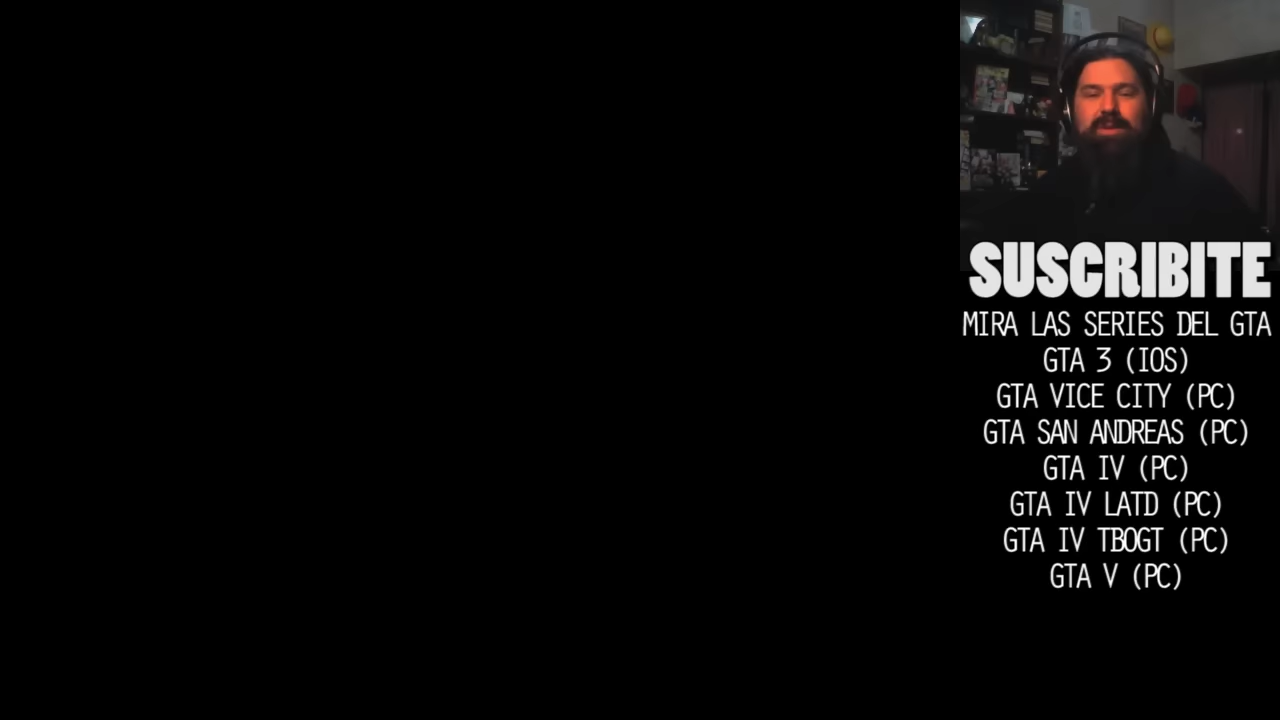 SUSCRIBITE
MIRA LAS SERIES DEL GTA
GTA 3 (IOS)
GTA VICE CITY (PC)
GTA SAN ANDREAS (PC)
GTA IV (PC)
GTA IV LATD (PC)
GTA IV TBOGT (PC)
GTA V (PC)